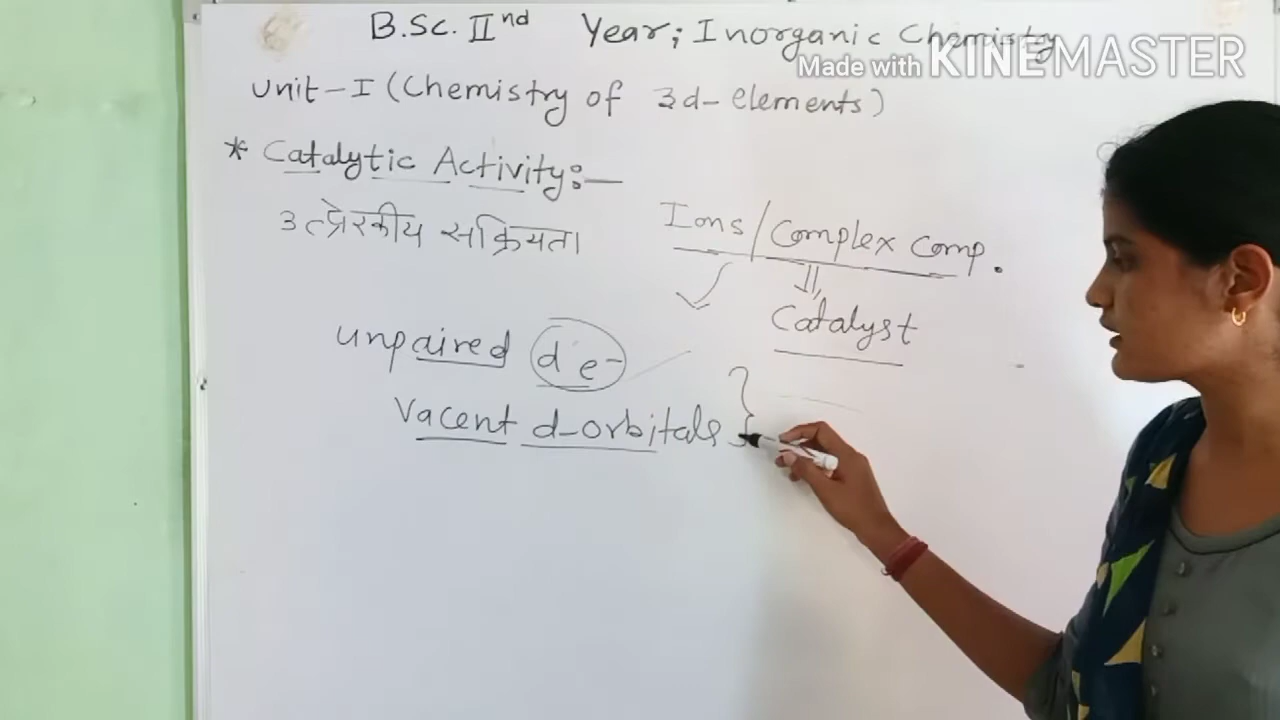 B.Sc. IInd Year; Inorganic Chemistry
Made with KINEMASTER
Unit-I (Chemistry of 3d-elements)
* Catalytic Activity:-
उत्प्रेरकीय सक्रियता
Ions/Complex Comp.
Catalyst
unpaired d e-
Vacent d-orbitals }